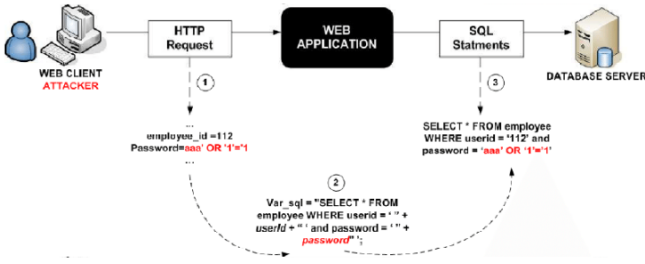 HTTP
Request
WEB
APPLICATION
SQL
Statments
WEB CLIENT
ATTACKER
DATABASE SERVER
1
3
...
employee_id =112
Password=aaa' OR '1'='1
...
SELECT * FROM employee
WHERE userid = '112' and
password = 'aaa' OR '1'='1'
2
Var_sql = "SELECT * FROM
employee WHERE userid = ' " +
userId + " ' and password = ' " +
password" ';